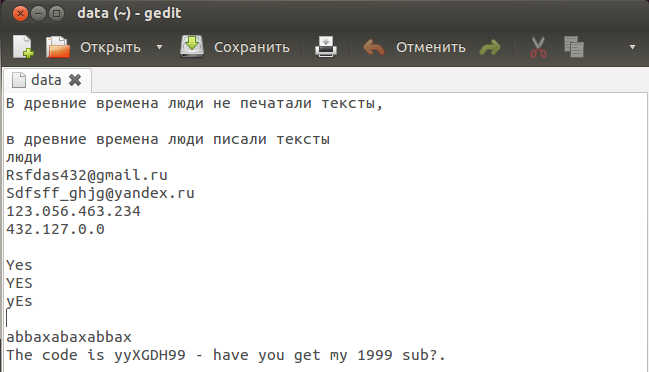 data (~) - gedit
Открыть Сохранить Отменить
data
В древние времена люди не печатали тексты,
в древние времена люди писали тексты
люди
Rsfdas432@gmail.ru
Sdfsff_ghjg@yandex.ru
123.056.463.234
432.127.0.0
Yes
YES
yEs
abbaxabaxabbax
The code is yyXGDH99 - have you get my 1999 sub?.